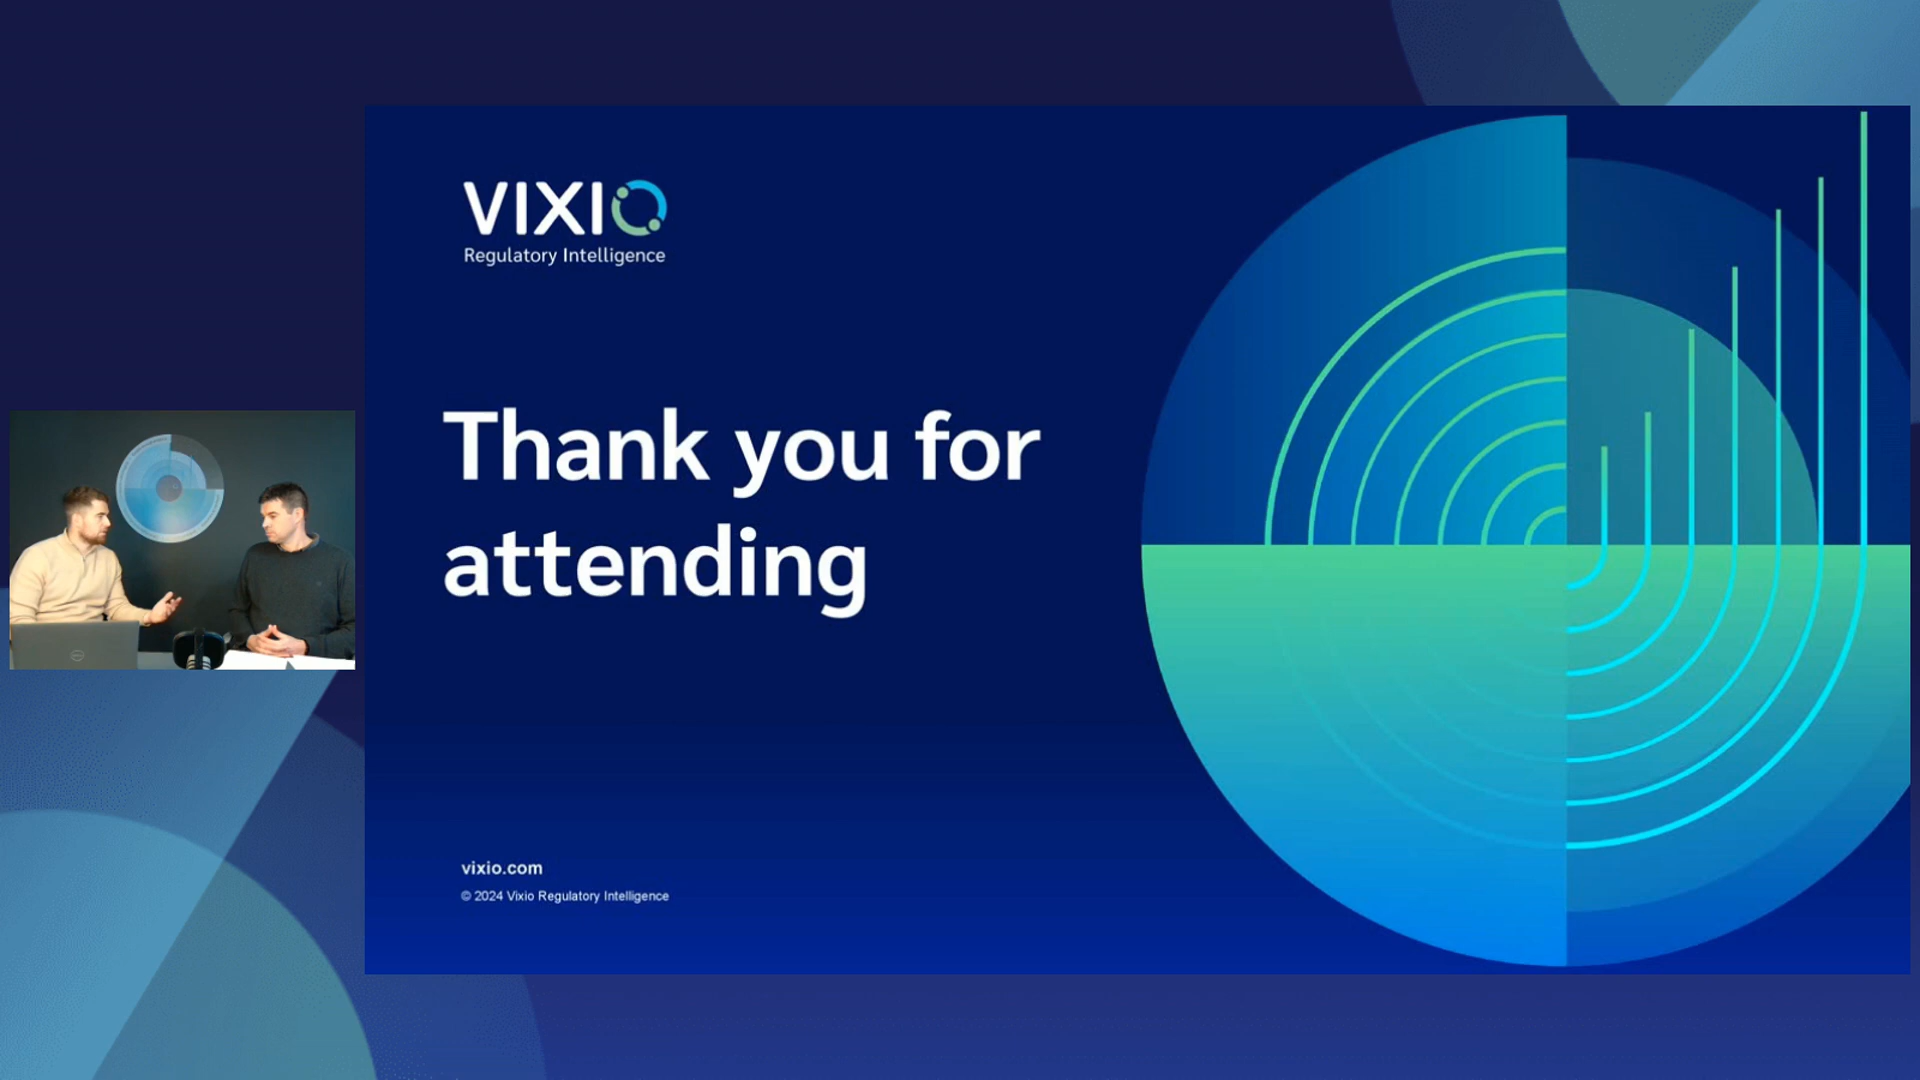 VIXIO
Regulatory Intelligence
Thank you for
attending
vixio.com
© 2024 Vixio Regulatory Intelligence